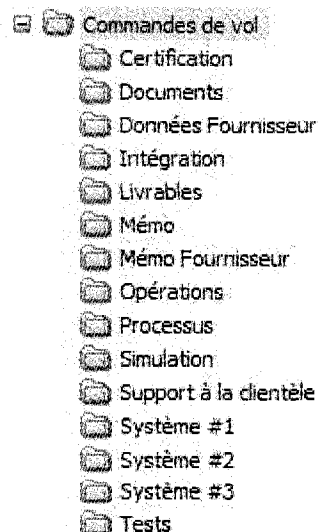 Commandes de vol
Certification
Documents
Données Fournisseur
Intégration
Livrables
Mémo
Mémo Fournisseur
Opérations
Processus
Simulation
Support à la clientèle
Système #1
Système #2
Système #3
Tests